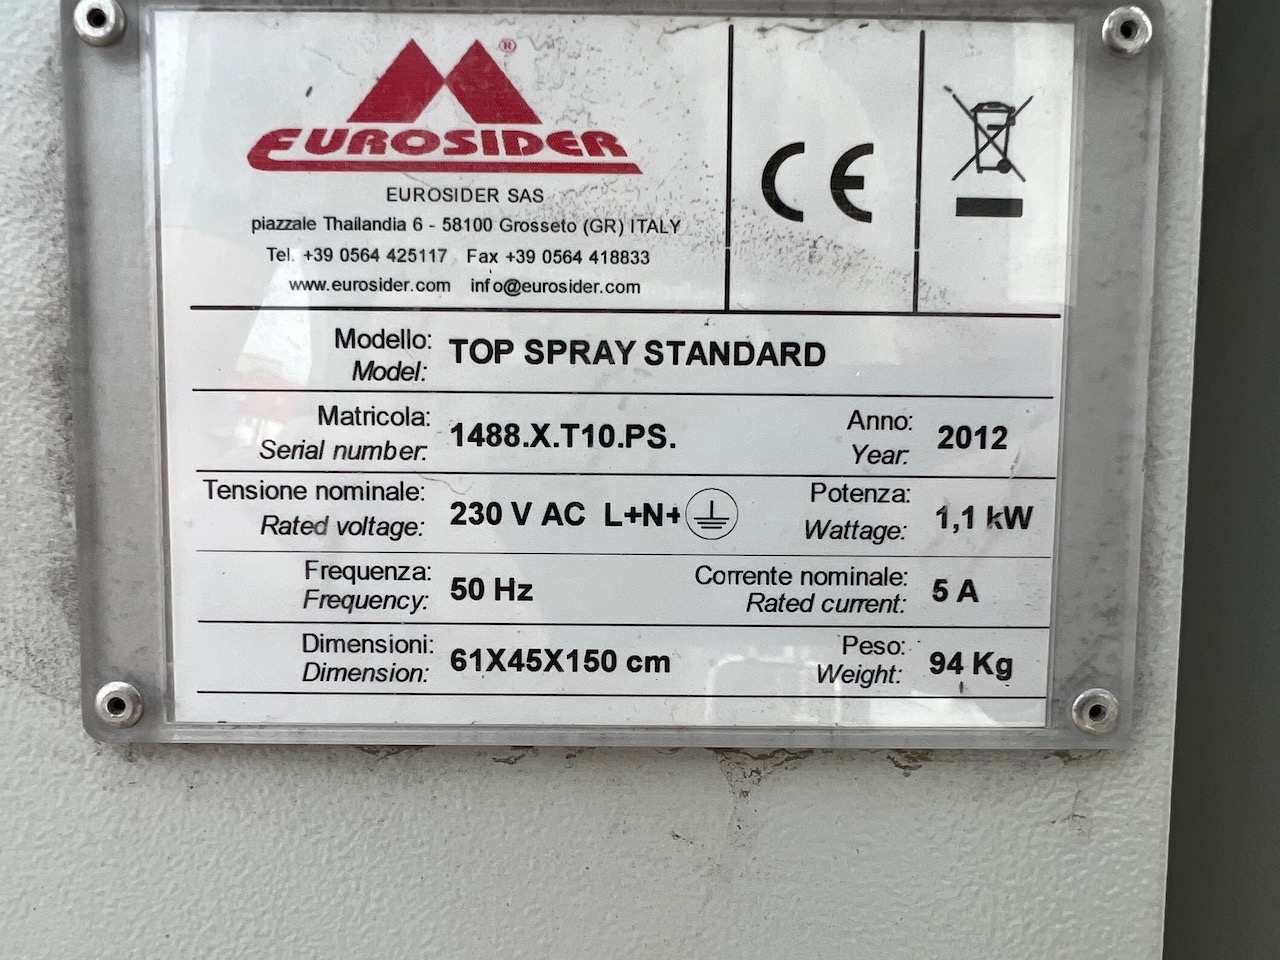 ®
EUROSIDER
EUROSIDER SAS
piazzale Thailandia 6 - 58100 Grosseto (GR) ITALY
Tel. +39 0564 425117 Fax +39 0564 418833
www.eurosider.com info@eurosider.com
CE
Modello: TOP SPRAY STANDARD
Model:
Matricola: 1488.X.T10.PS. Anno: 2012
Serial number: Year:
Tensione nominale: 230 V AC L+N+ Potenza: 1,1 kW
Rated voltage: Wattage:
Frequenza: 50 Hz Corrente nominale: 5 A
Frequency: Rated current:
Dimensioni: 61X45X150 cm Peso: 94 Kg
Dimension: Weight: